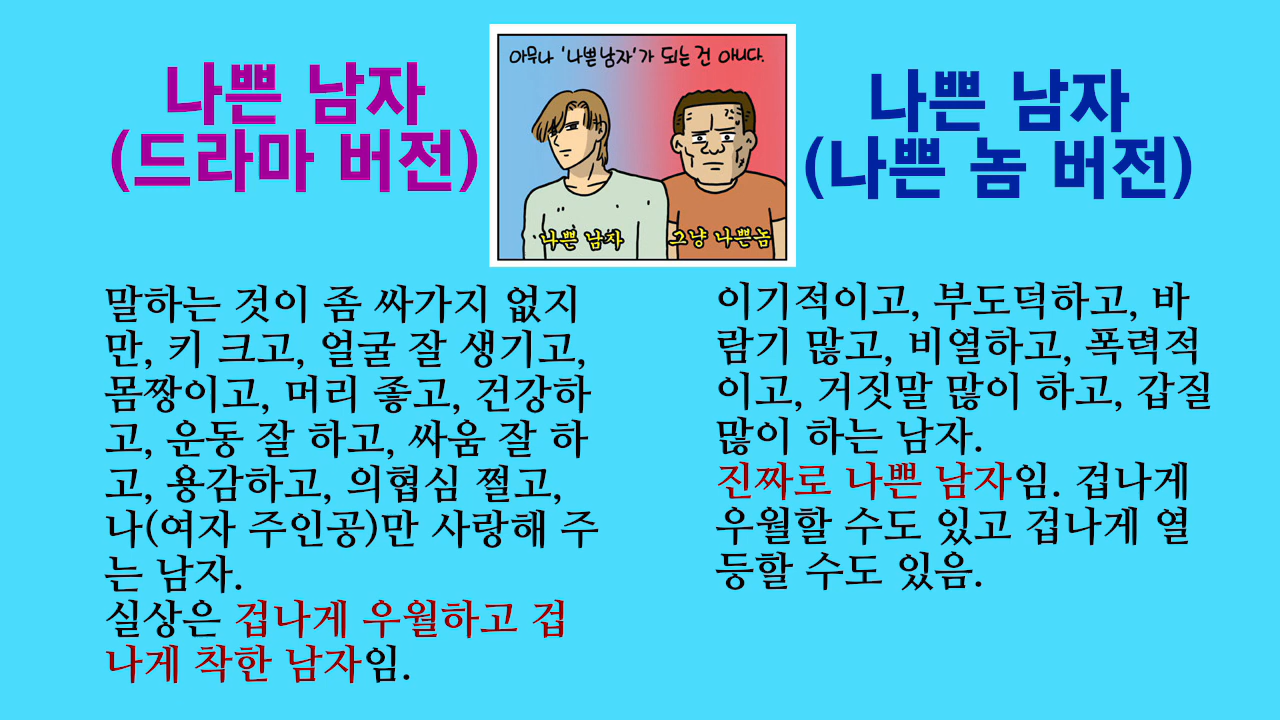 나쁜 남자
(드라마 버전)
아무나 '나쁜남자'가 되는 건 아니다.
나쁜 남자
그냥 나쁜놈
나쁜 남자
(나쁜 놈 버전)
말하는 것이 좀 싸가지 없지
만, 키 크고, 얼굴 잘 생기고,
몸짱이고, 머리 좋고, 건강하
고, 운동 잘 하고, 싸움 잘 하
고, 용감하고, 의협심 쩔고,
나(여자 주인공)만 사랑해 주
는 남자.
실상은 겁나게 우월하고 겁
나게 착한 남자임.
이기적이고, 부도덕하고, 바
람기 많고, 비열하고, 폭력적
이고, 거짓말 많이 하고, 갑질
많이 하는 남자.
진짜로 나쁜 남자임. 겁나게
우월할 수도 있고 겁나게 열
등할 수도 있음.